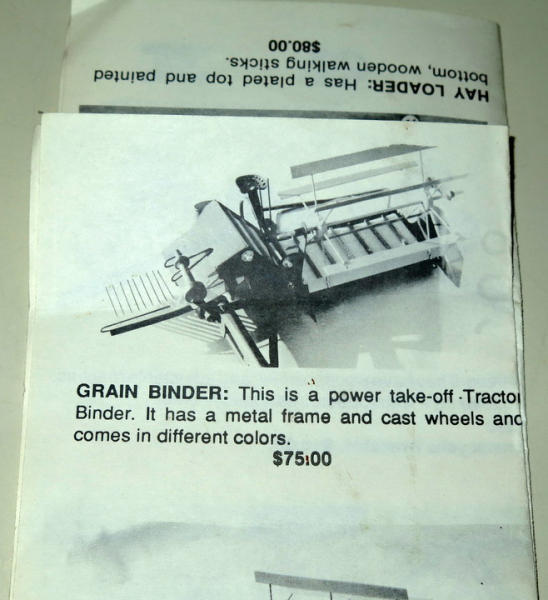 HAY LOADER: Has a plated top and painted
bottom, wooden walking sticks.
$80.00
GRAIN BINDER: This is a power take-off Tractor
Binder. It has a metal frame and cast wheels and
comes in different colors.
$75.00